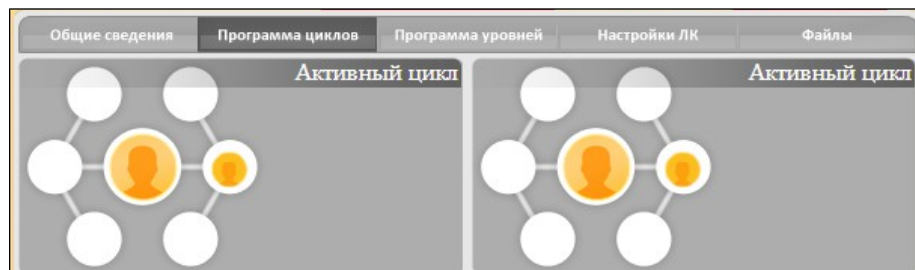 Общие сведения Программа циклов Программа уровней Настройки ЛК Файлы
Активный цикл Активный цикл